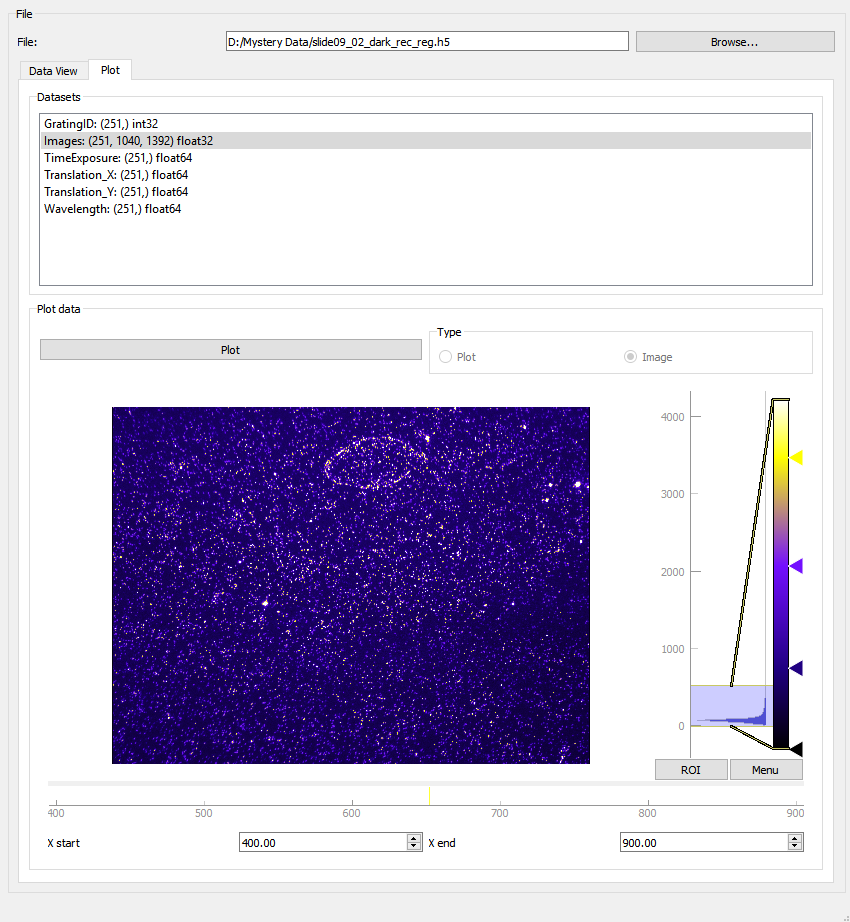 File
File: D:/Mystery Data/slide09_02_dark_rec_reg.h5 Browse...
Data View Plot
Datasets
GratingID: (251,) int32
Images: (251, 1040, 1392) float32
TimeExposure: (251,) float64
Translation_X: (251,) float64
Translation_Y: (251,) float64
Wavelength: (251,) float64
Plot data
Plot
Type
Plot Image
4000
3000
2000
1000
0
ROI Menu
400 500 600 700 800 900
X start 400.00 X end 900.00